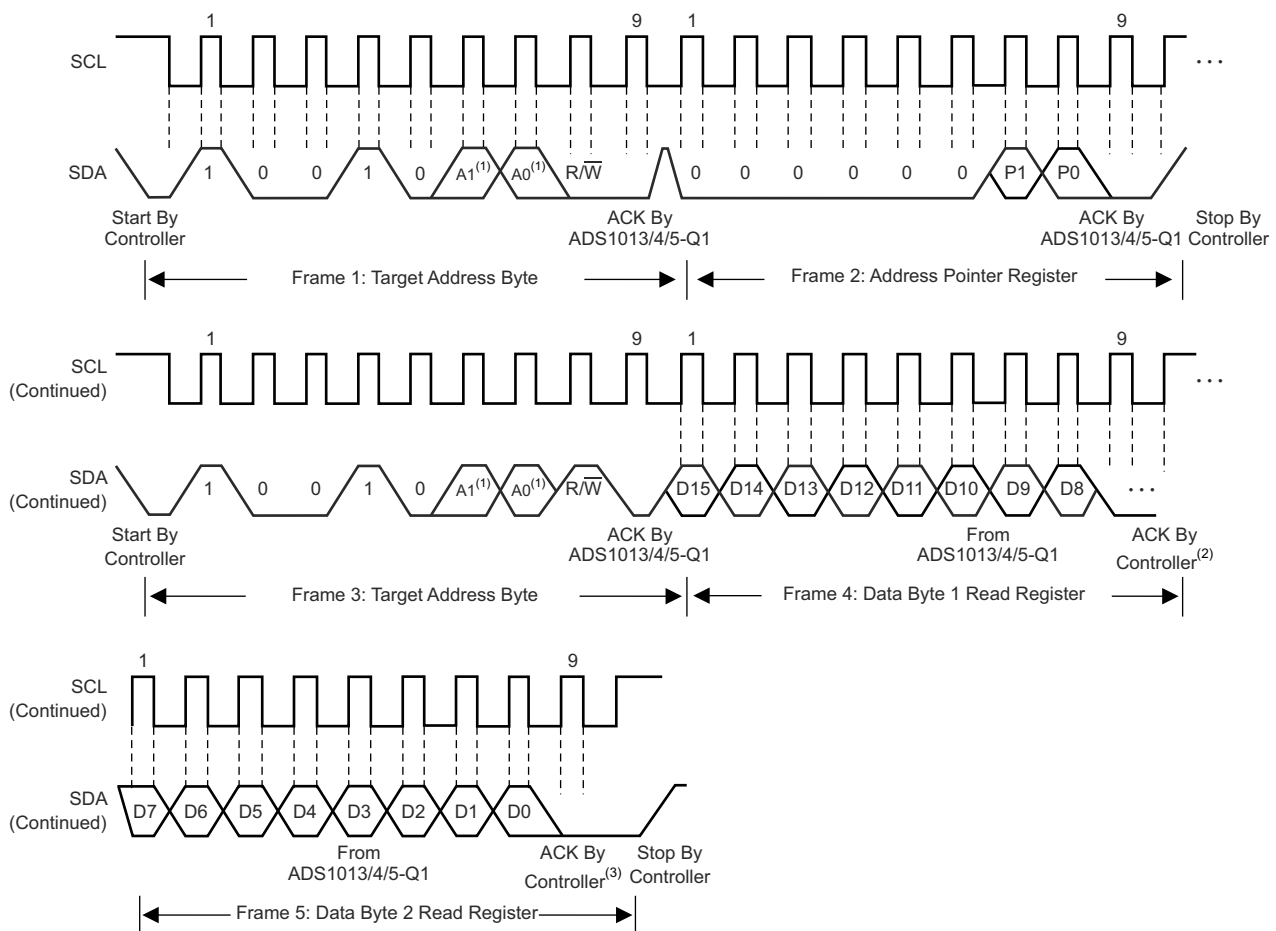 1 9 1 9
SCL ...
SDA 1 0 0 1 0 A1(1) A0(1) R/W̅ 0 0 0 0 0 0 P1 P0
Start By
Controller
ACK By
ADS1013/4/5-Q1
ACK By
ADS1013/4/5-Q1
Stop By
Controller
Frame 1: Target Address Byte
Frame 2: Address Pointer Register
1 9 1 9
SCL
(Continued)
...
SDA
(Continued)
1 0 0 1 0 A1(1) A0(1) R/W̅ D15 D14 D13 D12 D11 D10 D9 D8 ...
Start By
Controller
ACK By
ADS1013/4/5-Q1
From
ADS1013/4/5-Q1
ACK By
Controller(2)
Frame 3: Target Address Byte
Frame 4: Data Byte 1 Read Register
1 9
SCL
(Continued)
SDA
(Continued)
D7 D6 D5 D4 D3 D2 D1 D0
From
ADS1013/4/5-Q1
ACK By
Controller(3)
Stop By
Controller
Frame 5: Data Byte 2 Read Register